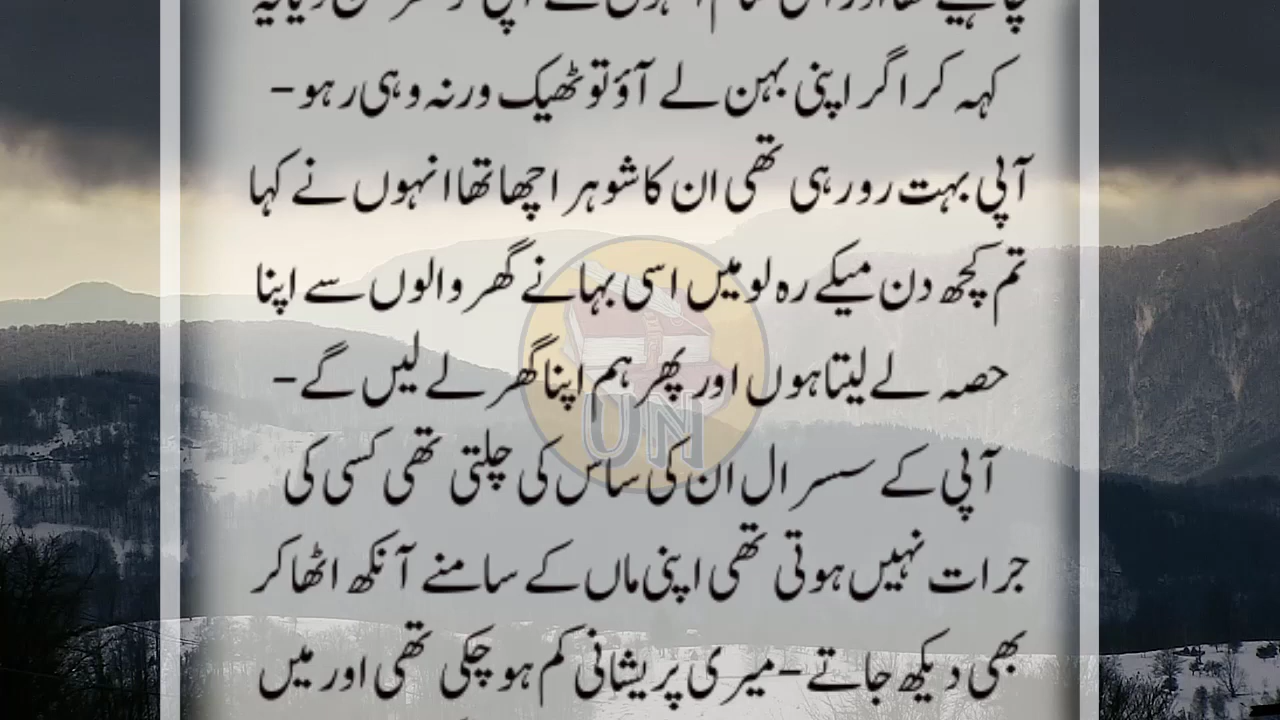 کہہ کر اگر اپنی بہن لے آؤ تو ٹھیک ورنہ وہی رہو –
آپی بہت رو رہی تھی ان کا شوہر اچھا تھا انہوں نے کہا
تم کچھ دن میکے رہ لو میں اسی بہانے گھر والوں سے اپنا
حصہ لے لیتا ہوں اور پھر ہم اپنا گھر لے لیں گے –
آپی کے سسرال ان کی ساس کی چلتی تھی کسی کی
جرات نہیں ہوتی تھی اپنی ماں کے سامنے آنکھ اٹھا کر
بھی دیکھ جاتے – میری پریشانی کم ہو چکی تھی اور میں
UN